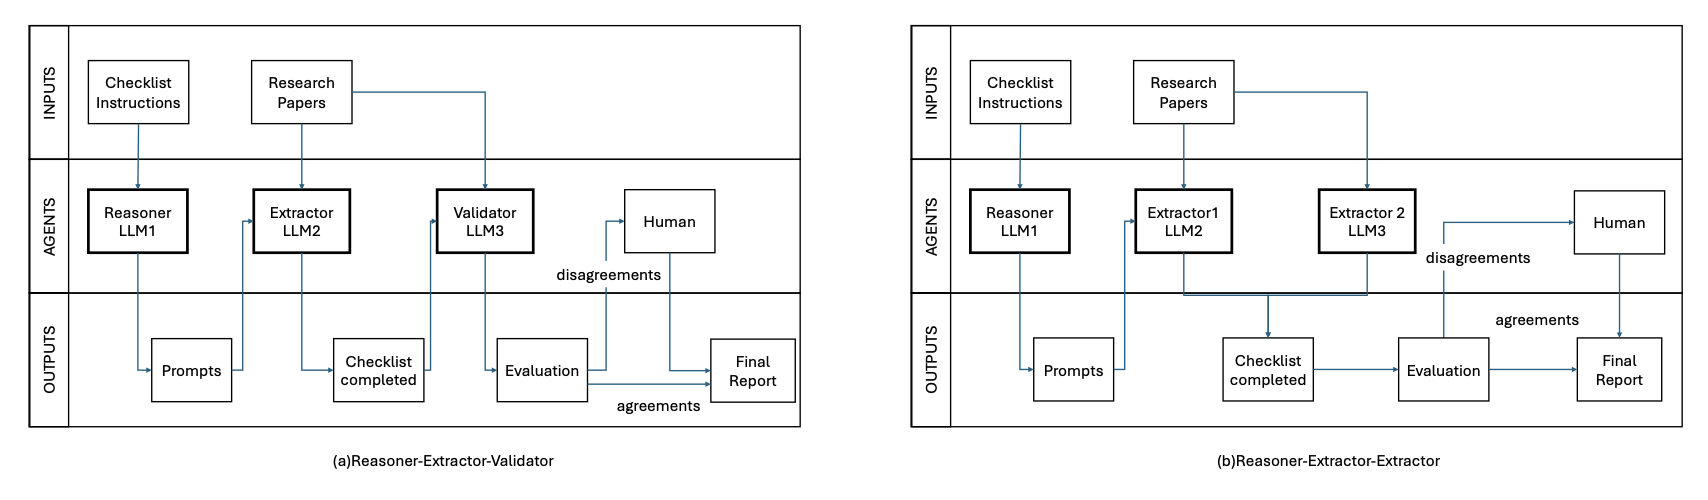 INPUTS
Checklist
Instructions
Research
Papers
AGENTS
Reasoner
LLM1
Extractor
LLM2
Validator
LLM3
Human
disagreements
OUTPUTS
Prompts
Checklist
completed
Evaluation
Final
Report
agreements
(a)Reasoner-Extractor-Validator
INPUTS
Checklist
Instructions
Research
Papers
AGENTS
Reasoner
LLM1
Extractor1
LLM2
Extractor 2
LLM3
Human
disagreements
OUTPUTS
agreements
Prompts
Checklist
completed
Evaluation
Final
Report
(b)Reasoner-Extractor-Extractor